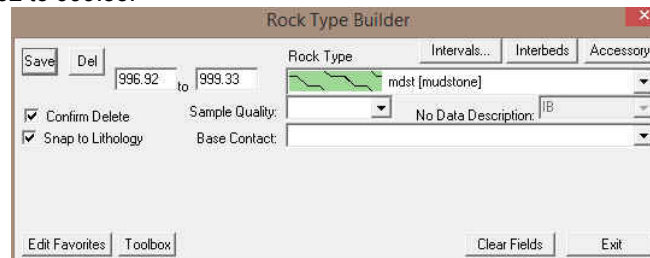 Rock Type Builder
Save Del 996.92 to 999.33 Rock Type Intervals... Interbeds Accessory
mdst [mudstone]
Confirm Delete Sample Quality: No Data Description: IB
Snap to Lithology Base Contact:
Edit Favorites Toolbox Clear Fields Exit